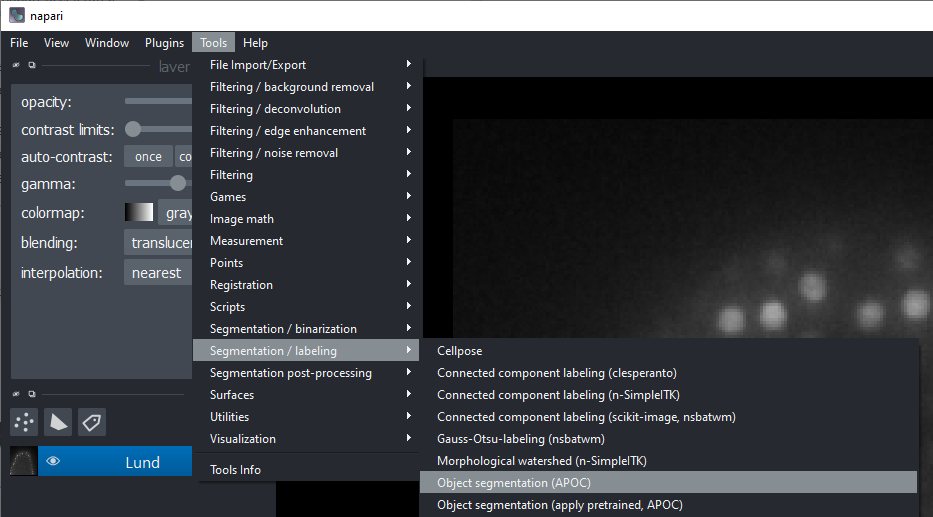 napari
File View Window Plugins Tools Help
layer
opacity:
contrast limits:
auto-contrast: once co
gamma:
colormap: gray
blending: translucen
interpolation: nearest
Lund
File Import/Export
Filtering / background removal
Filtering / deconvolution
Filtering / edge enhancement
Filtering / noise removal
Filtering
Games
Image math
Measurement
Points
Registration
Scripts
Segmentation / binarization
Segmentation / labeling
Segmentation post-processing
Surfaces
Utilities
Visualization
Tools Info
Cellpose
Connected component labeling (clesperanto)
Connected component labeling (n-SimpleITK)
Connected component labeling (scikit-image, nsbatwm)
Gauss-Otsu-labeling (nsbatwm)
Morphological watershed (n-SimpleITK)
Object segmentation (APOC)
Object segmentation (apply pretrained, APOC)